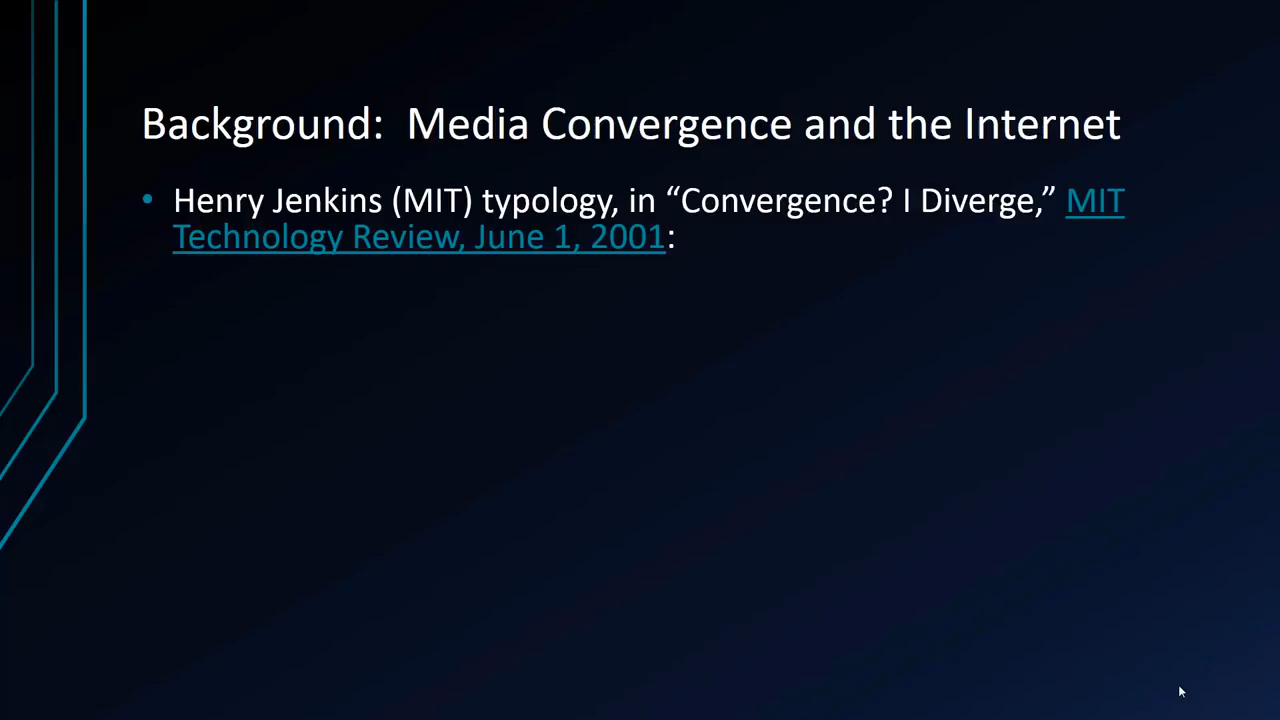 Background:  Media Convergence and the Internet
• Henry Jenkins (MIT) typology, in “Convergence? I Diverge,” MIT
Technology Review, June 1, 2001: